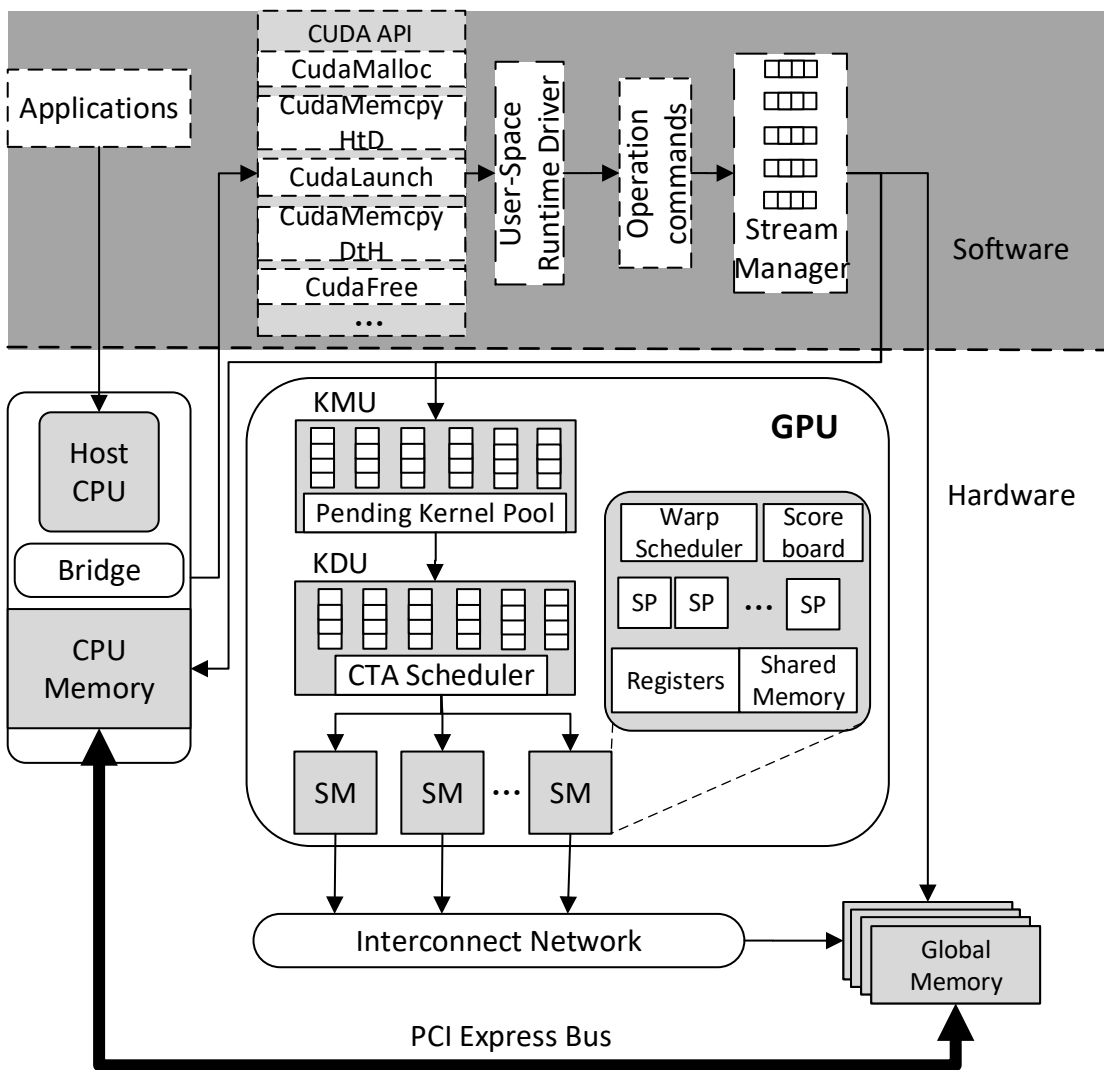 CUDA API
CudaMalloc
CudaMemcpy
HtD
CudaLaunch
CudaMemcpy
DtH
CudaFree
...
Applications
User-Space
Runtime Driver
Operation
commands
Stream
Manager
Software
Hardware
Host
CPU
Bridge
CPU
Memory
GPU
KMU
Pending Kernel Pool
KDU
CTA Scheduler
SM
SM
...
SM
Warp
Scheduler
Score
board
SP
SP
...
SP
Registers
Shared
Memory
Interconnect Network
Global
Memory
PCI Express Bus